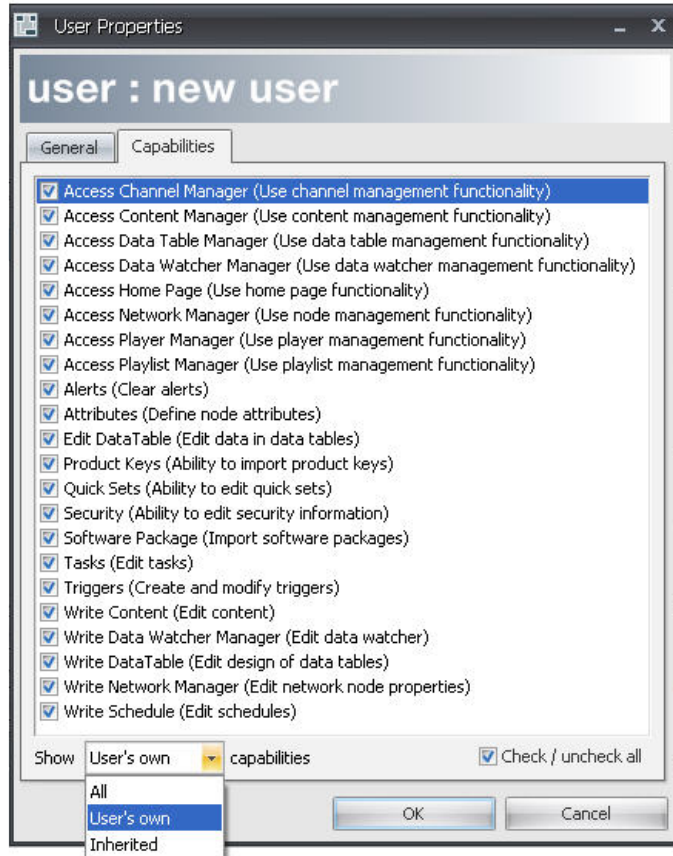 User Properties
user : new user
General Capabilities
Access Channel Manager (Use channel management functionality)
Access Content Manager (Use content management functionality)
Access Data Table Manager (Use data table management functionality)
Access Data Watcher Manager (Use data watcher management functionality)
Access Home Page (Use home page functionality)
Access Network Manager (Use node management functionality)
Access Player Manager (Use player management functionality)
Access Playlist Manager (Use playlist management functionality)
Alerts (Clear alerts)
Attributes (Define node attributes)
Edit DataTable (Edit data in data tables)
Product Keys (Ability to import product keys)
Quick Sets (Ability to edit quick sets)
Security (Ability to edit security information)
Software Package (Import software packages)
Tasks (Edit tasks)
Triggers (Create and modify triggers)
Write Content (Edit content)
Write Data Watcher Manager (Edit data watcher)
Write DataTable (Edit design of data tables)
Write Network Manager (Edit network node properties)
Write Schedule (Edit schedules)
Show User's own capabilities Check / uncheck all
All
User's own
Inherited
OK Cancel